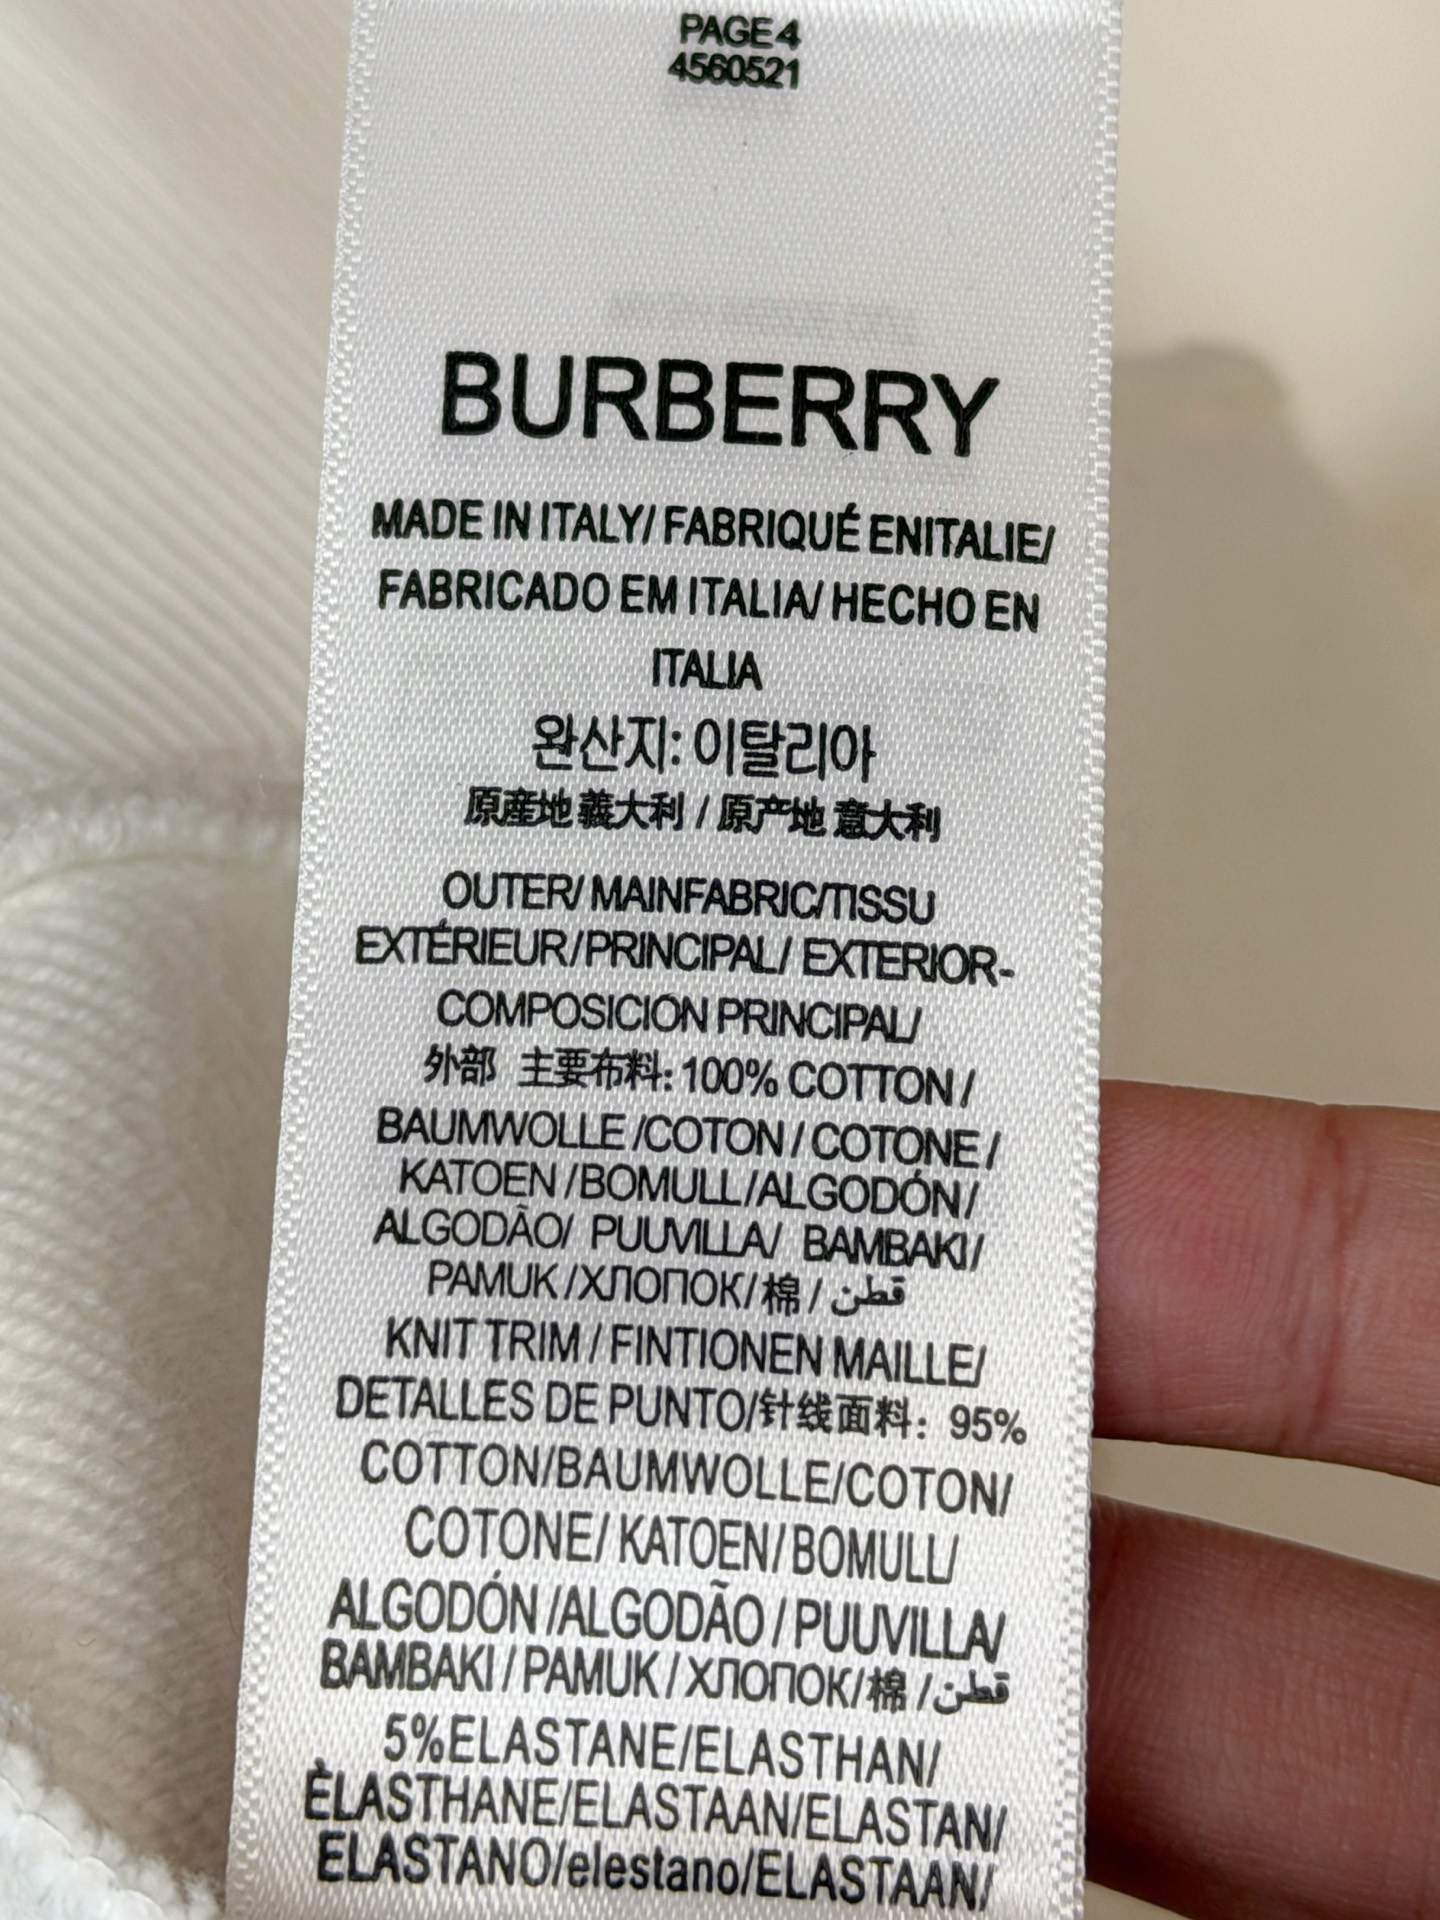 PAGE 4
4560521
BURBERRY
MADE IN ITALY/ FABRIQUÉ ENITALIE/
FABRICADO EM ITALIA/ HECHO EN
ITALIA
완산지: 이탈리아
原産地 義大利 / 原产地 意大利
OUTER/ MAINFABRIC/TISSU
EXTÉRIEUR/PRINCIPAL/ EXTERIOR-
COMPOSICION PRINCIPAL/
外部 主要布料: 100% COTTON /
BAUMWOLLE /COTON / COTONE /
KATOEN /BOMULL/ALGODÓN/
ALGODÃO/ PUUVILLA/ BAMBAKI/
PAMUK /ХЛОПОК/ 棉 / قطن
KNIT TRIM / FINTIONEN MAILLE/
DETALLES DE PUNTO/针线面料: 95%
COTTON/BAUMWOLLE/COTON/
COTONE/ KATOEN/ BOMULL/
ALGODÓN /ALGODÃO / PUUVILLA/
BAMBAKI / PAMUK / ХЛОПОК/ 棉 / قطن
5%ELASTANE/ELASTHAN/
ÈLASTHANE/ELASTAAN/ELASTAN/
ELASTANO/elestano/ELASTAAN/